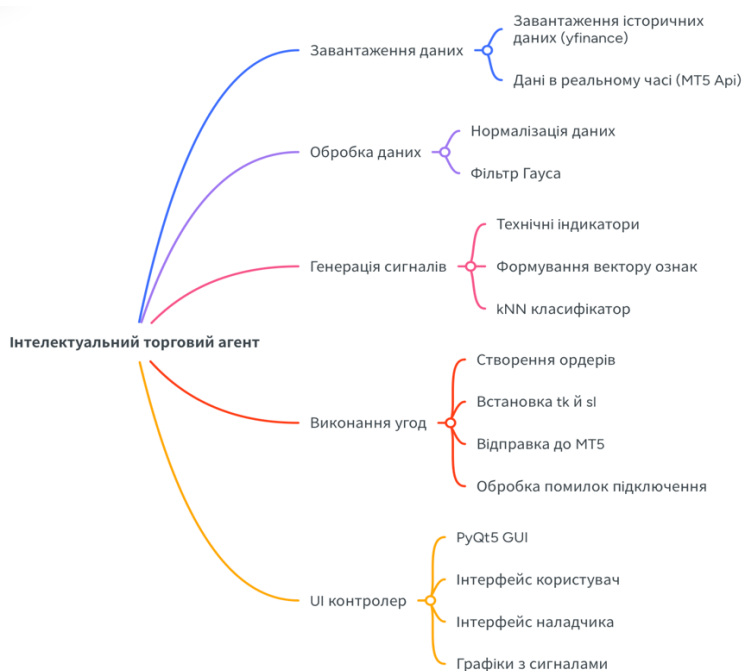 Інтелектуальний торговий агент
Завантаження даних
Завантаження історичних
даних (yfinance)
Дані в реальному часі (MT5 Api)
Обробка даних
Нормалізація даних
Фільтр Гауса
Генерація сигналів
Технічні індикатори
Формування вектору ознак
kNN класифікатор
Виконання угод
Створення ордерів
Встановка tk й sl
Відправка до MT5
Обробка помилок підключення
UI контролер
PyQt5 GUI
Інтерфейс користувач
Інтерфейс наладчика
Графіки з сигналами